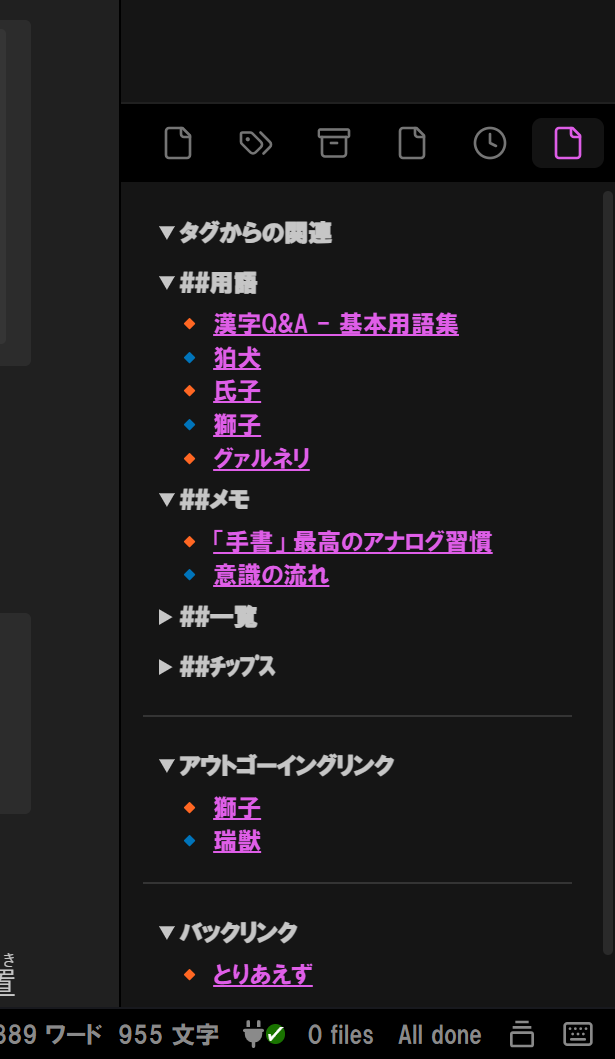 タグからの関連
##用語
漢字Q&A - 基本用語集
狛犬
氏子
獅子
グァルネリ
##メモ
「手書」最高のアナログ習慣
意識の流れ
##一覧
##チップス
アウトゴーイングリンク
獅子
瑞獣
バックリンク
とりあえず
き
置
389 ワード 955 文字 0 files All done